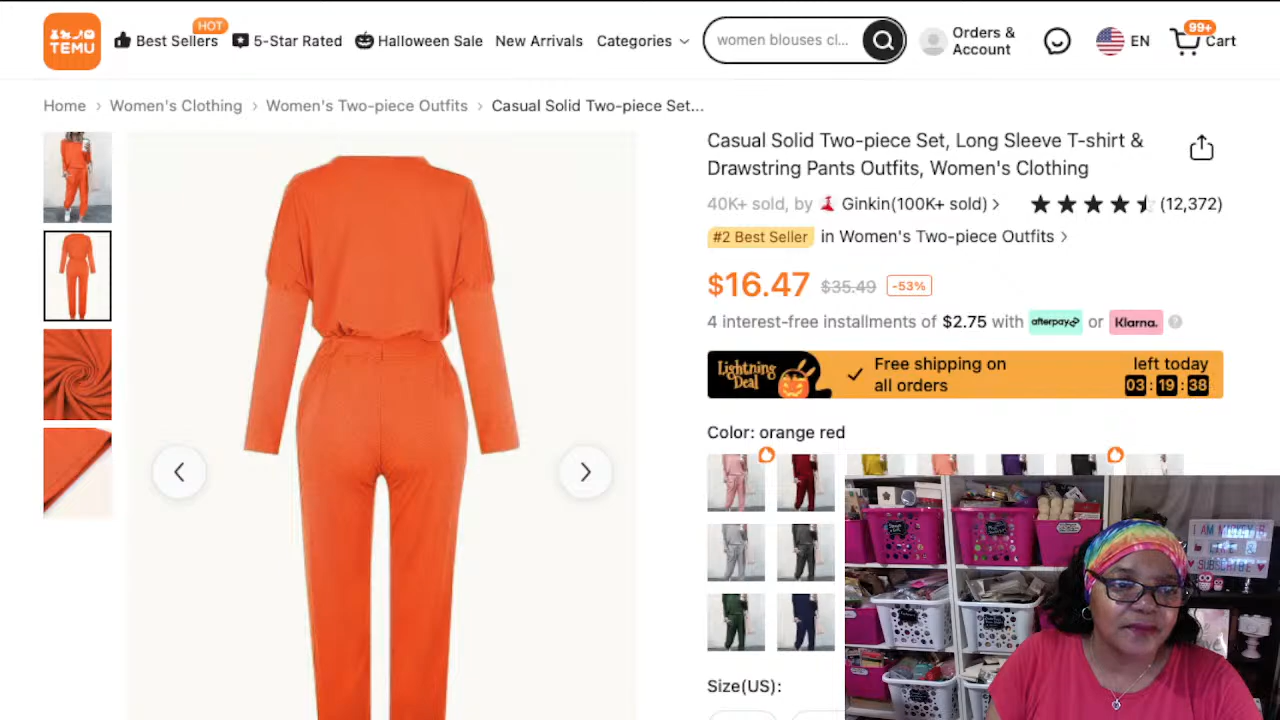 TEMU
Best Sellers
HOT
5-Star Rated
Halloween Sale
New Arrivals
Categories
women blouses cl...
Orders &
Account
EN
99+
Cart
Home › Women's Clothing › Women's Two-piece Outfits › Casual Solid Two-piece Set...
Casual Solid Two-piece Set, Long Sleeve T-shirt &
Drawstring Pants Outfits, Women's Clothing
40K+ sold, by Ginkin(100K+ sold) › (12,372)
#2 Best Seller in Women's Two-piece Outfits ›
$16.47 $35.49 -53%
4 interest-free installments of $2.75 with afterpay or Klarna. ?
Lightning
Deal
Free shipping on
all orders
left today
03 : 19 : 38
Color: orange red
Size(US):
I AM MICKEY B
LIKE &
SUBSCRIBE